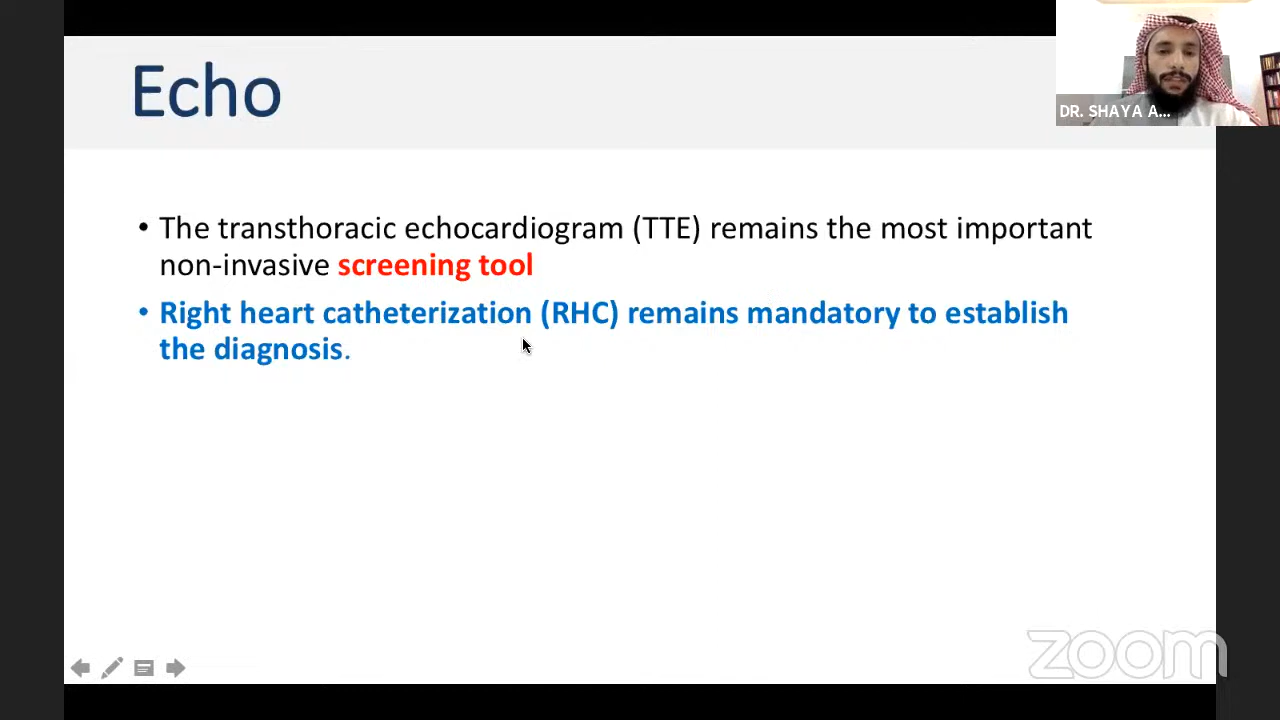 Echo
DR. SHAYA A...
• The transthoracic echocardiogram (TTE) remains the most important
non-invasive screening tool
• Right heart catheterization (RHC) remains mandatory to establish
the diagnosis.
zoom